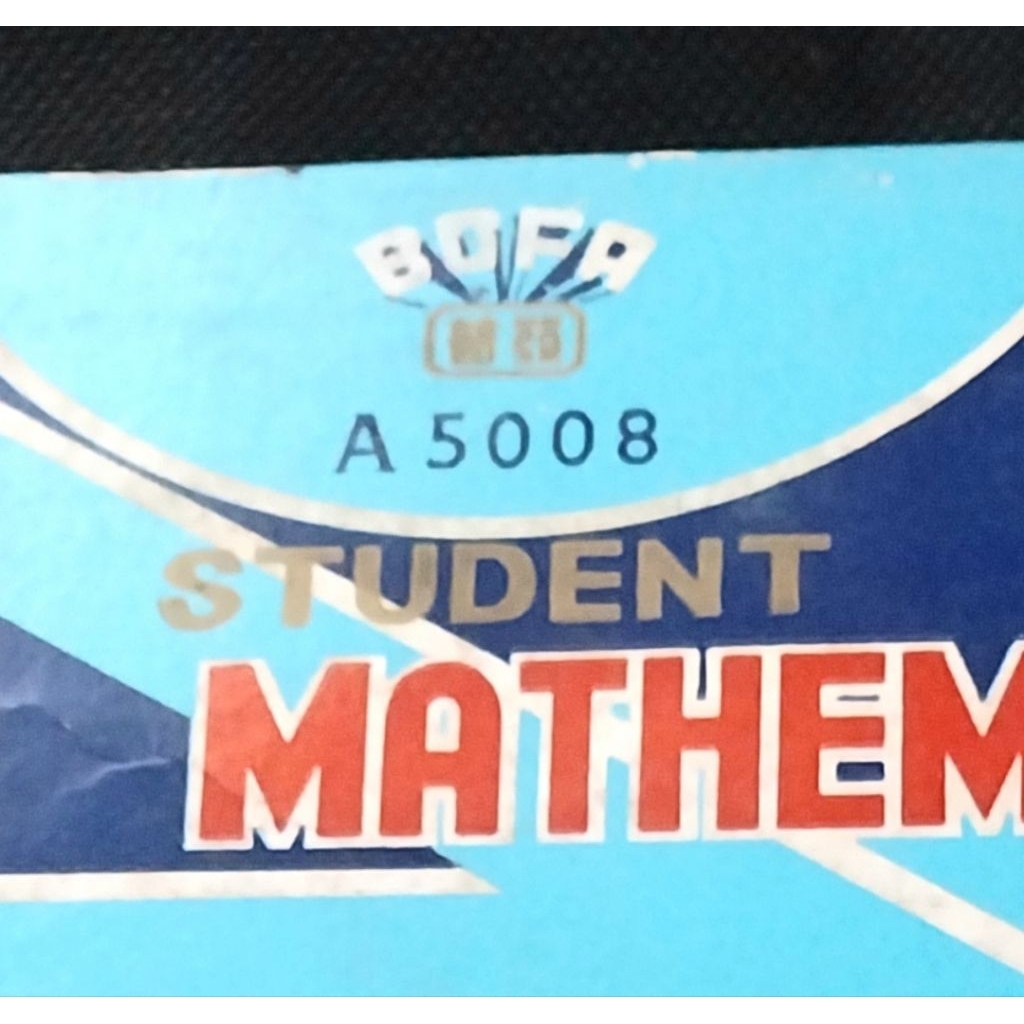 BOFA
A 5008
STUDENT
MATHEM